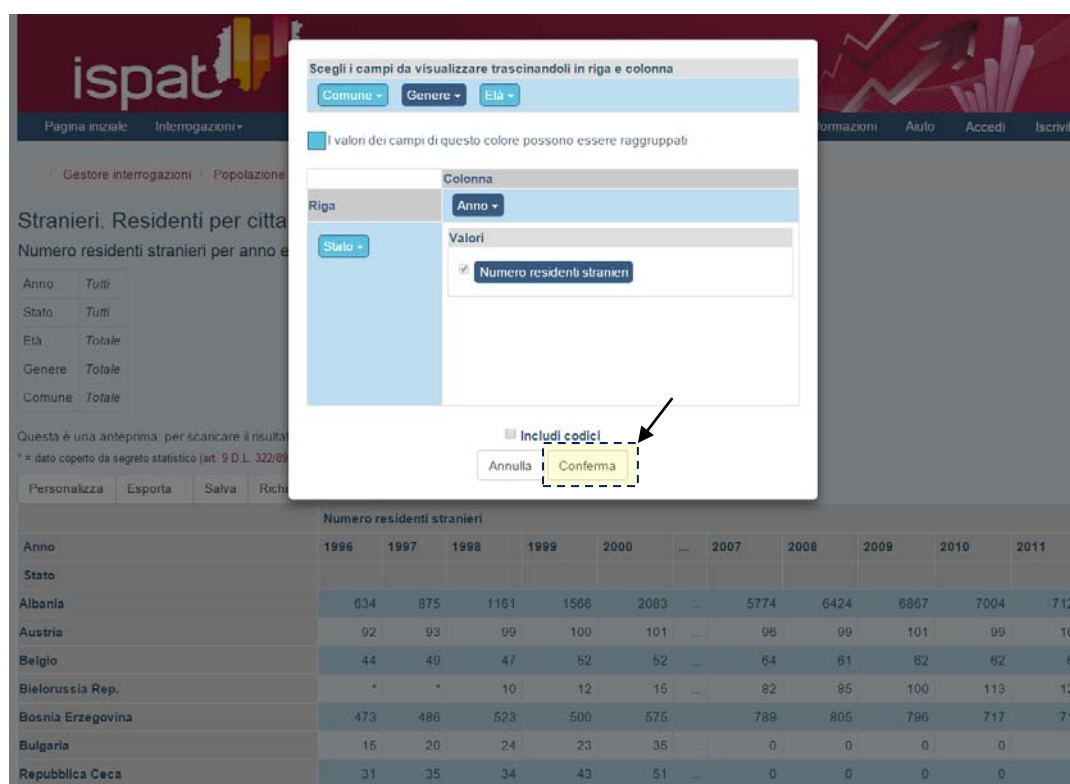 ispat
Pagina iniziale Interrogazioni
formazioni Aiuto Accedi Iscrivi
/ Gestore interrogazioni / Popolazione
Scegli i campi da visualizzare trascinandoli in riga e colonna
Comune Genere Età
I valori dei campi di questo colore possono essere raggruppati
Colonna
Riga Anno
Stato Valori
Numero residenti stranieri
Includi codici
Annulla Conferma
Stranieri. Residenti per citta
Numero residenti stranieri per anno e
Anno Tutti
Stato Tutti
Età Totale
Genere Totale
Comune Totale
Questa è una anteprima: per scaricare il risultat
* = dato coperto da segreto statistico (art. 9 D.L. 322/89
Personalizza Esporta Salva Richi
Numero residenti stranieri
Anno 1996 1997 1998 1999 2000 ... 2007 2008 2009 2010 2011
Stato
Albania 634 875 1161 1566 2083 ... 5774 6424 6867 7004 712
Austria 92 93 99 100 101 ... 96 99 101 99 10
Belgio 44 49 47 52 52 ... 64 61 62 62
Bielorussia Rep. * * 10 12 15 ... 82 85 100 113 12
Bosnia Erzegovina 473 486 523 500 575 ... 789 805 796 717 71
Bulgaria 15 20 24 23 35 ... 0 0 0 0
Repubblica Ceca 31 35 34 43 51 ... 0 0 0 0